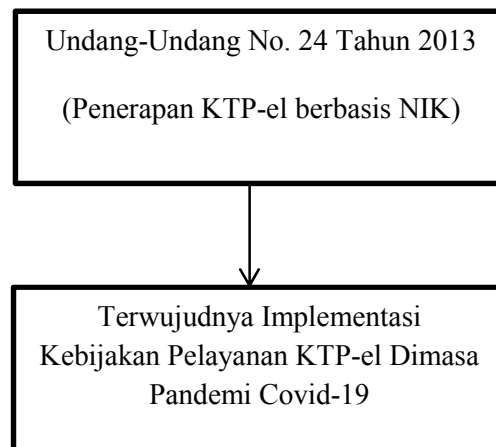 Undang-Undang No. 24 Tahun 2013
(Penerapan KTP-el berbasis NIK)
Terwujudnya Implementasi
Kebijakan Pelayanan KTP-el Dimasa
Pandemi Covid-19